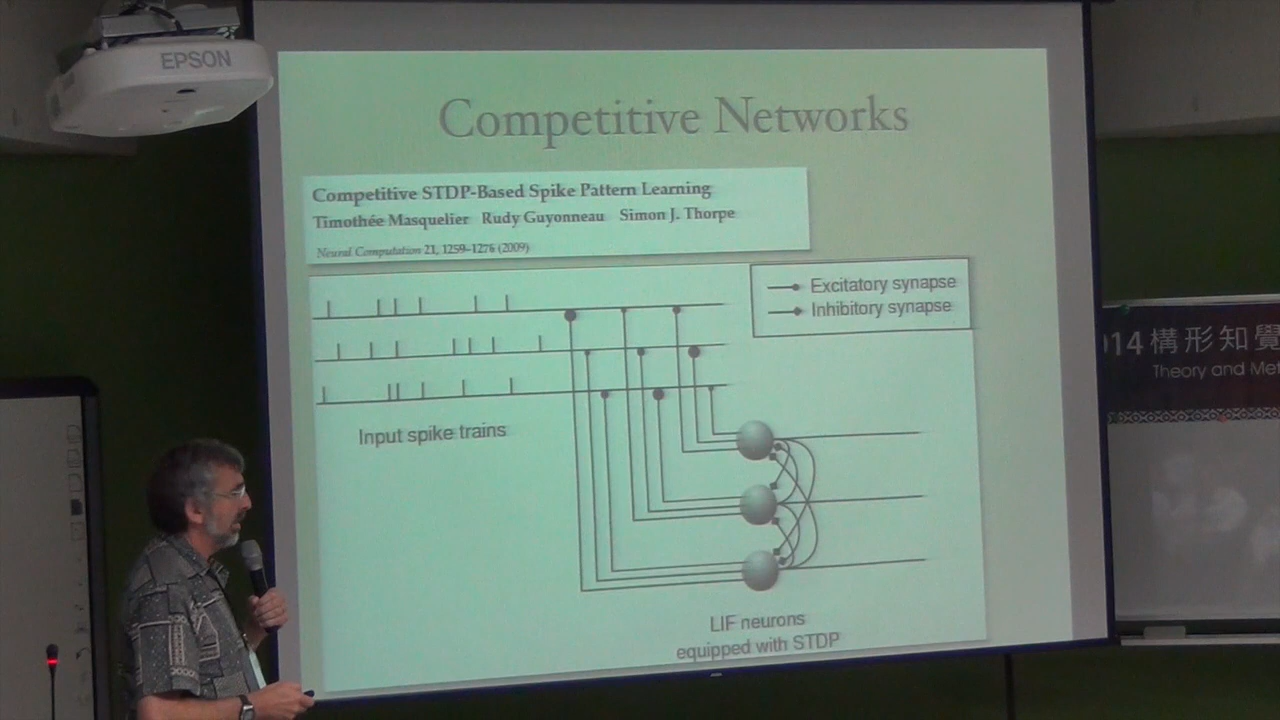 EPSON
Competitive Networks
Competitive STDP-Based Spike Pattern Learning
Timothée Masquelier Rudy Guyonneau Simon J. Thorpe
Neural Computation 21, 1259–1276 (2009)
Excitatory synapse
Inhibitory synapse
Input spike trains
LIF neurons
equipped with STDP
014 構形知覺
Theory and Met